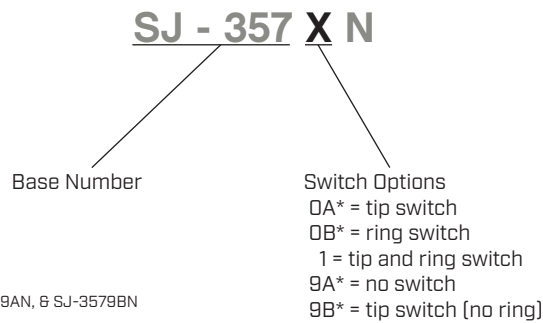 SJ - 357 X N
Base Number
Switch Options
0A* = tip switch
0B* = ring switch
1 = tip and ring switch
9A* = no switch
9B* = tip switch (no ring)
9AN, & SJ-3579BN